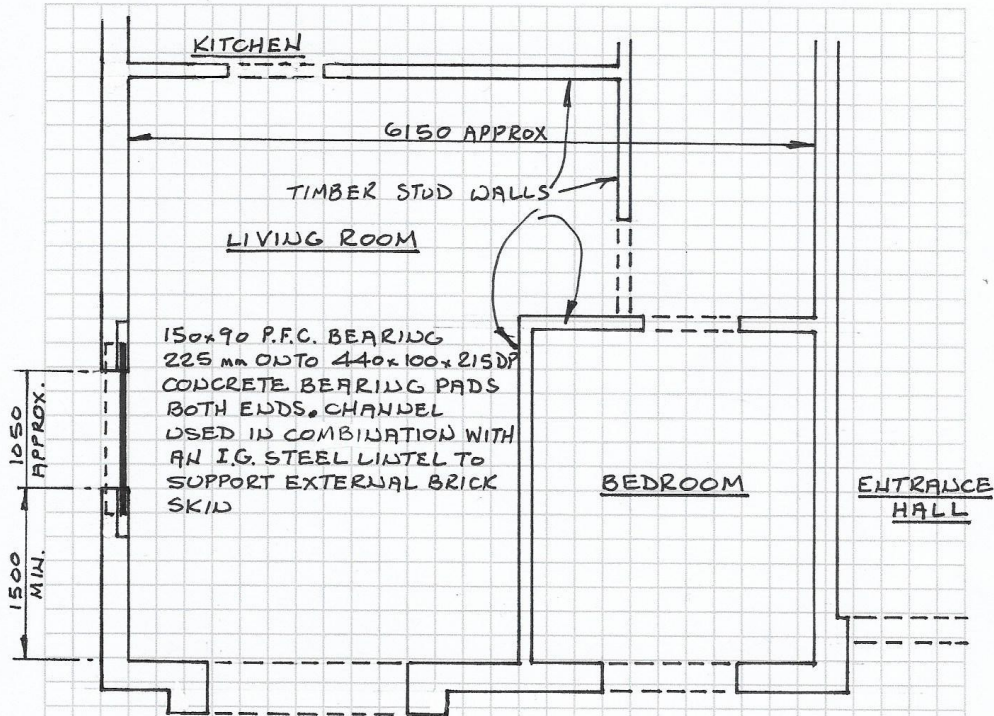 KITCHEN
6150 APPROX
TIMBER STUD WALLS
LIVING ROOM
150x90 P.F.C. BEARING
225 mm ONTO 440x100x215DP
CONCRETE BEARING PADS
BOTH ENDS. CHANNEL
USED IN COMBINATION WITH
AN I.G. STEEL LINTEL TO
SUPPORT EXTERNAL BRICK
SKIN
1050
APPROX.
1500
MIN.
BEDROOM
ENTRANCE
HALL